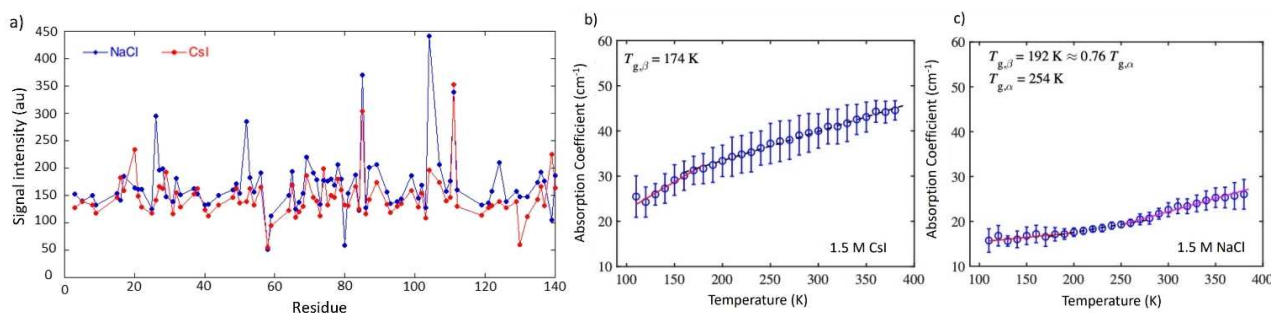 a)
450
400
350
300
250
200
150
100
50
0
NaCl
CsI
Signal intensity (au)
0
20
40
60
80
100
120
140
Residue
b)
60
50
40
30
20
10
T_g,β = 174 K
Absorption Coefficient (cm⁻¹)
1.5 M CsI
100
150
200
250
300
350
400
Temperature (K)
c)
60
50
40
30
20
10
T_g,β = 192 K ≈ 0.76 T_g,α
T_g,α = 254 K
Absorption Coefficient (cm⁻¹)
1.5 M NaCl
100
150
200
250
300
350
400
Temperature (K)